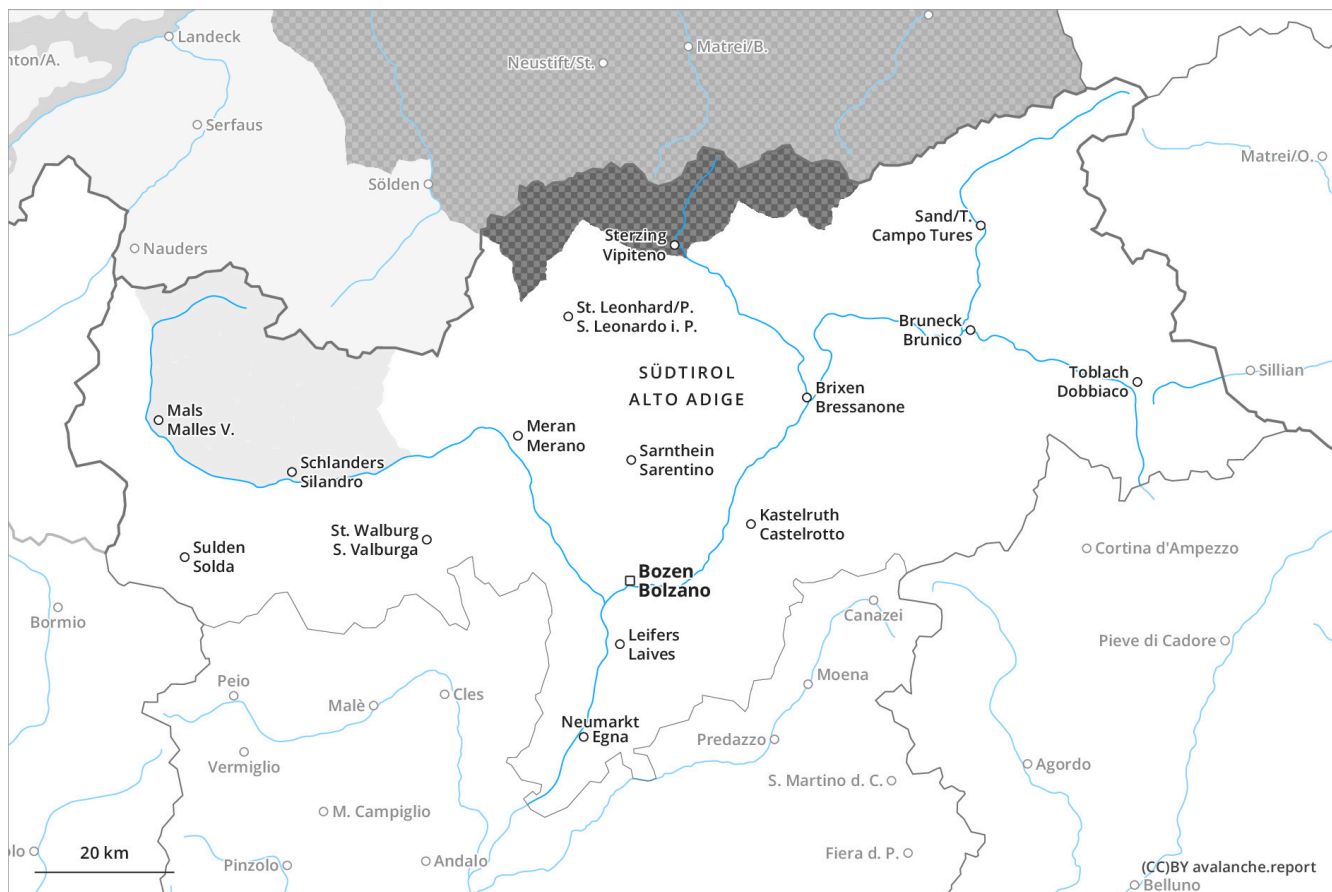 Landeck
Matrei/B.
nton/A.
Neustift/St.
Serfaus
Matrei/O.
Sölden
Sand/T.
Campo Tures
Sterzing
Vipiteno
Nauders
St. Leonhard/P.
S. Leonardo i. P.
Bruneck
Brunico
SÜDTIROL
ALTO ADIGE
Toblach
Dobbiaco
Sillian
Brixen
Bressanone
Mals
Malles V.
Meran
Merano
Schlanders
Silandro
Sarnthein
Sarentino
St. Walburg
S. Valburga
Kastelruth
Castelrotto
Sulden
Solda
Cortina d'Ampezzo
Bozen
Bolzano
Bormio
Canazei
Leifers
Laives
Pieve di Cadore
Peio
Malè
Cles
Moena
Neumarkt
Egna
Predazzo
Vermiglio
Agordo
S. Martino d. C.
M. Campiglio
olo
20 km
Pinzolo
Andalo
Fiera d. P.
(CC)BY avalanche.report
Belluno